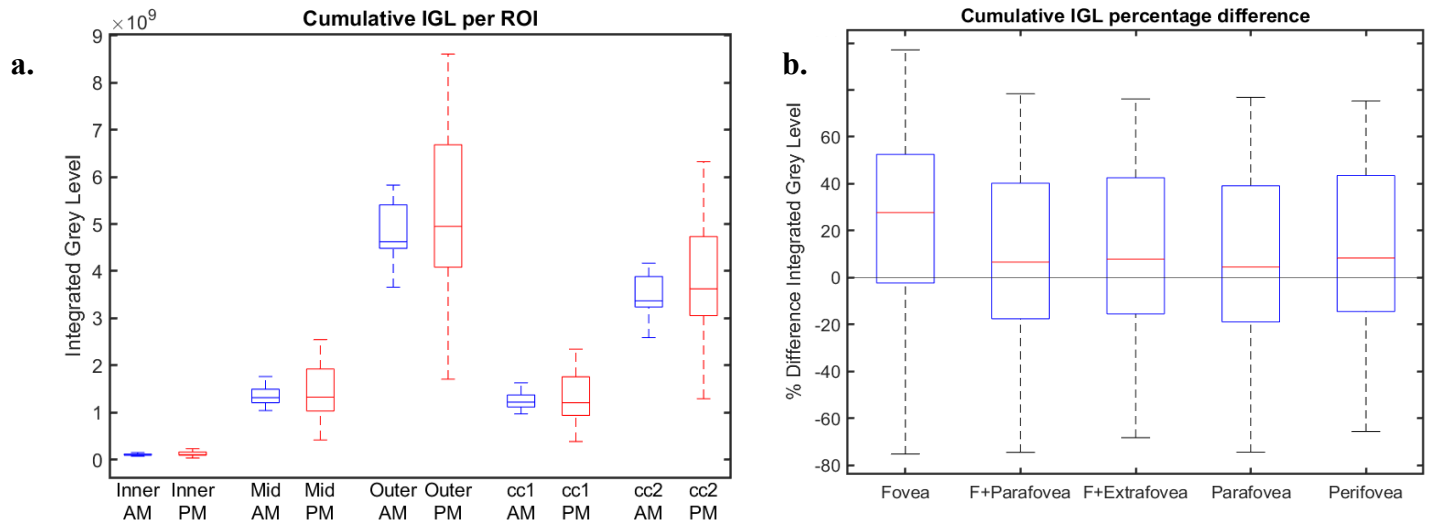 a.
Cumulative IGL per ROI
×10⁹
Integrated Grey Level
9
8
7
6
5
4
3
2
1
0
Inner AM
Inner PM
Mid AM
Mid PM
Outer AM
Outer PM
cc1 AM
cc1 PM
cc2 AM
cc2 PM
b.
Cumulative IGL percentage difference
% Difference Integrated Grey Level
60
40
20
0
-20
-40
-60
-80
Fovea
F+Parafovea
F+Extrafovea
Parafovea
Perifovea